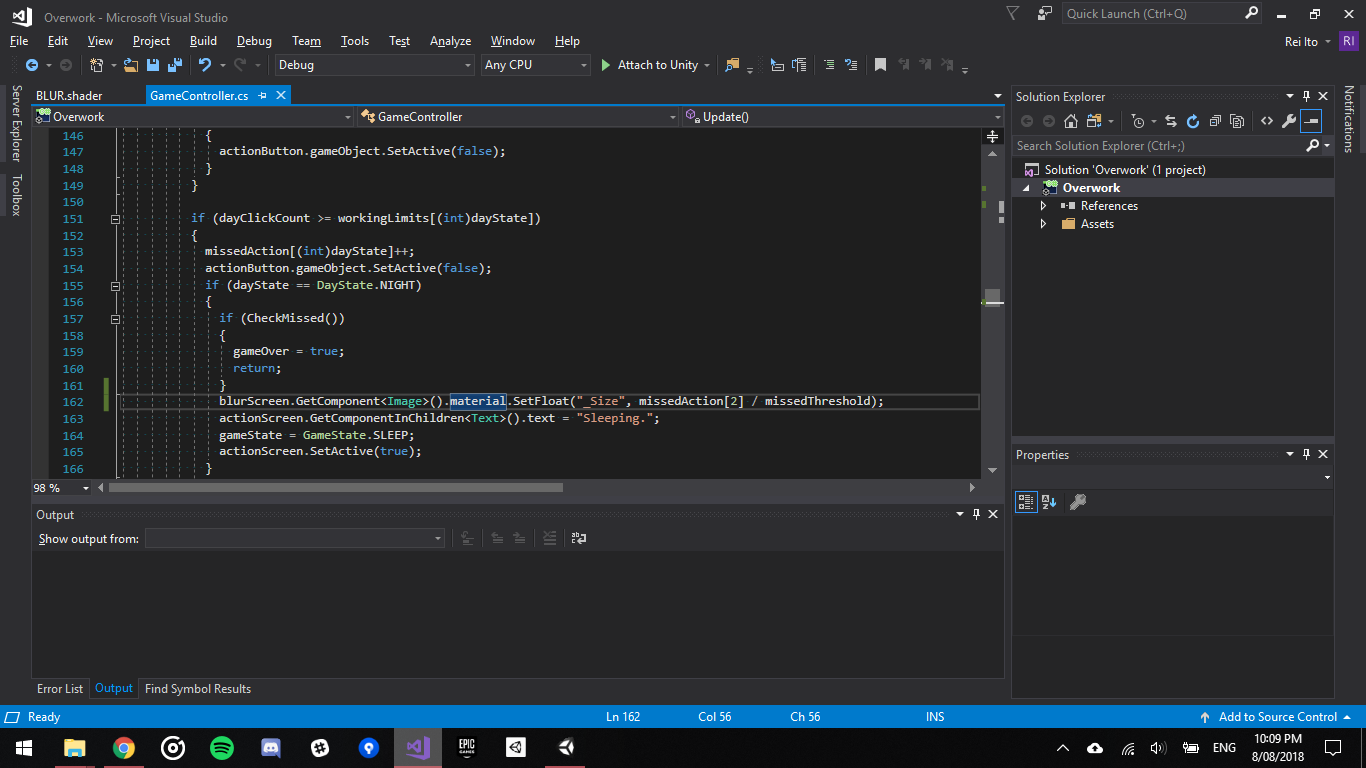 Overwork - Microsoft Visual Studio
Quick Launch (Ctrl+Q)
File Edit View Project Build Debug Team Tools Test Analyze Window Help
Rei Ito RI
Debug Any CPU Attach to Unity
Server Explorer
Toolbox
BLUR.shader GameController.cs
Overwork GameController Update()
146 {
147 actionButton.gameObject.SetActive(false);
148 }
149 }
150
151 if (dayClickCount >= workingLimits[(int)dayState])
152 {
153 missedAction[(int)dayState]++;
154 actionButton.gameObject.SetActive(false);
155 if (dayState == DayState.NIGHT)
156 {
157 if (CheckMissed())
158 {
159 gameOver = true;
160 return;
161 }
162 blurScreen.GetComponent<Image>().material.SetFloat("_Size", missedAction[2] / missedThreshold);
163 actionScreen.GetComponentInChildren<Text>().text = "Sleeping.";
164 gameState = GameState.SLEEP;
165 actionScreen.SetActive(true);
166 }
98 %
Output
Show output from:
Error List Output Find Symbol Results
Solution Explorer
Search Solution Explorer (Ctrl+;)
Solution 'Overwork' (1 project)
Overwork
References
Assets
Properties
Notifications
Ready Ln 162 Col 56 Ch 56 INS Add to Source Control
EPIC GAMES
ENG
10:09 PM
8/08/2018